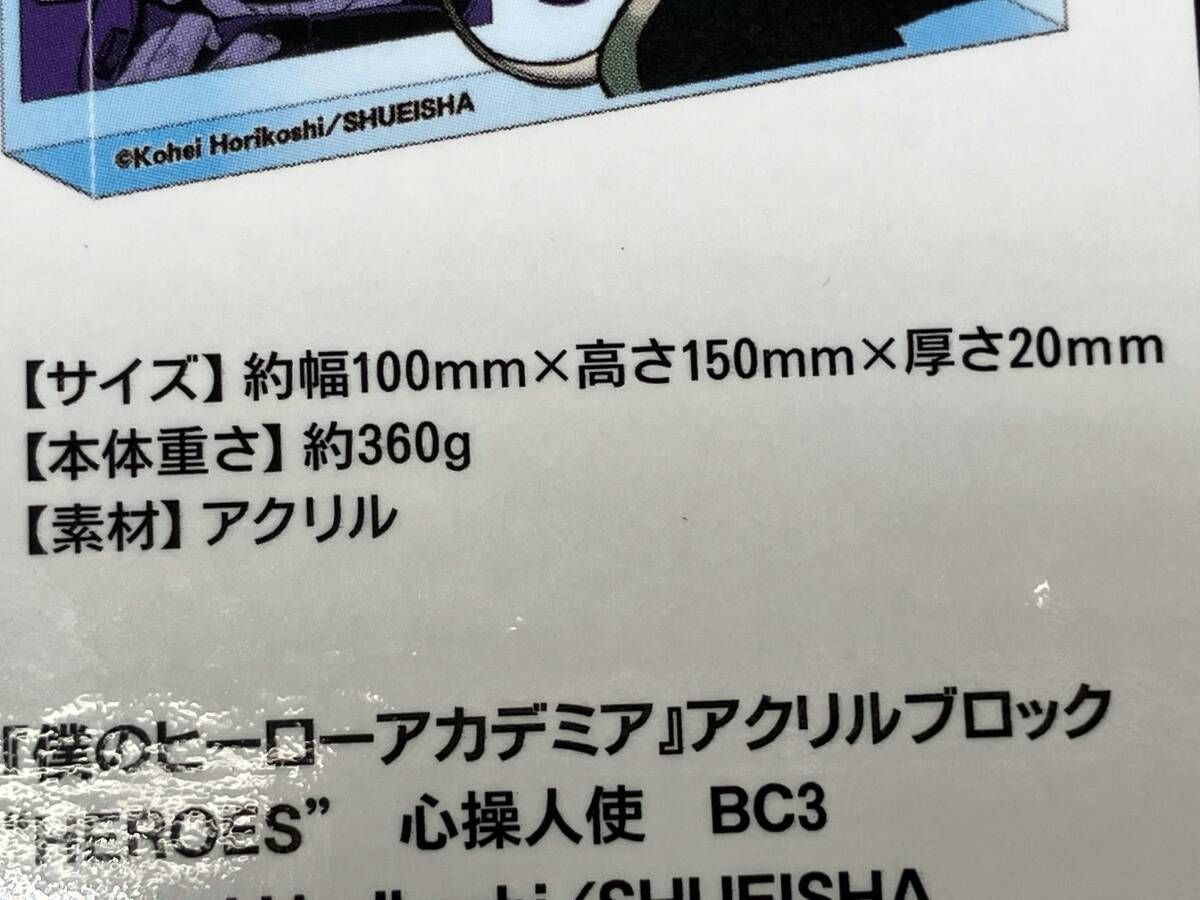 ©Kohei Horikoshi/SHUEISHA
【サイズ】約幅100mm×高さ150mm×厚さ20mm
【本体重さ】約360g
【素材】アクリル
『僕のヒーローアカデミア』アクリルブロック
"HEROES” 心操人使 BC3
/SHUEISHA